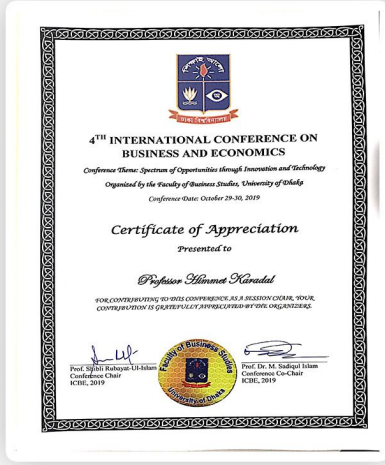 শিক্ষাই আলো
ঢাকা বিশ্ববিদ্যালয়
4TH INTERNATIONAL CONFERENCE ON
BUSINESS AND ECONOMICS
Conference Theme: Spectrum of Opportunities through Innovation and Technology
Organized by the Faculty of Business Studies, University of Dhaka
Conference Date: October 29-30, 2019
Certificate of Appreciation
Presented to
Professor Himmet Karadal
FOR CONTRIBUTING TO THIS CONFERENCE AS A SESSION CHAIR. YOUR
CONTRIBUTION IS GRATEFULLY APPRECIATED BY THE ORGANIZERS.
Prof. Shibli Rubayat-Ul-Islam
Conference Chair
ICBE, 2019
Faculty of Business Studies
University of Dhaka
Prof. Dr. M. Sadiqul Islam
Conference Co-Chair
ICBE, 2019